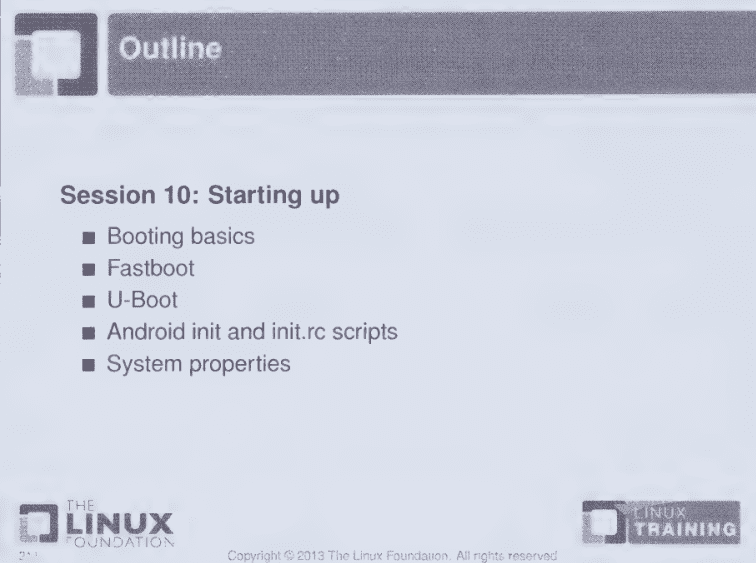 Outline
Session 10: Starting up
■ Booting basics
■ Fastboot
■ U-Boot
■ Android init and init.rc scripts
■ System properties
THE
LINUX
FOUNDATION
LINUX
TRAINING
Copyright © 2013 The Linux Foundation. All rights reserved